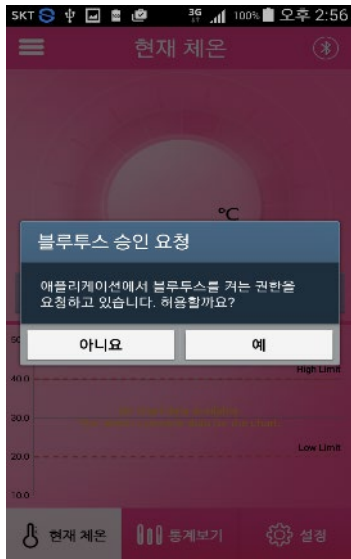 SKT 3G 100% 오후 2:56
현재 체온
°C
블루투스 승인 요청
애플리케이션에서 블루투스를 켜는 권한을
요청하고 있습니다. 허용할까요?
아니요 예
High Limit
40.0
30.0
Low Limit
20.0
10.0
현재 체온 통계보기 설정